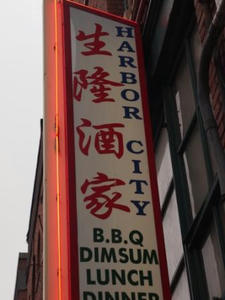 生隆酒家
HARBOR CITY
B.B.Q
DIMSUM
LUNCH
DINNER